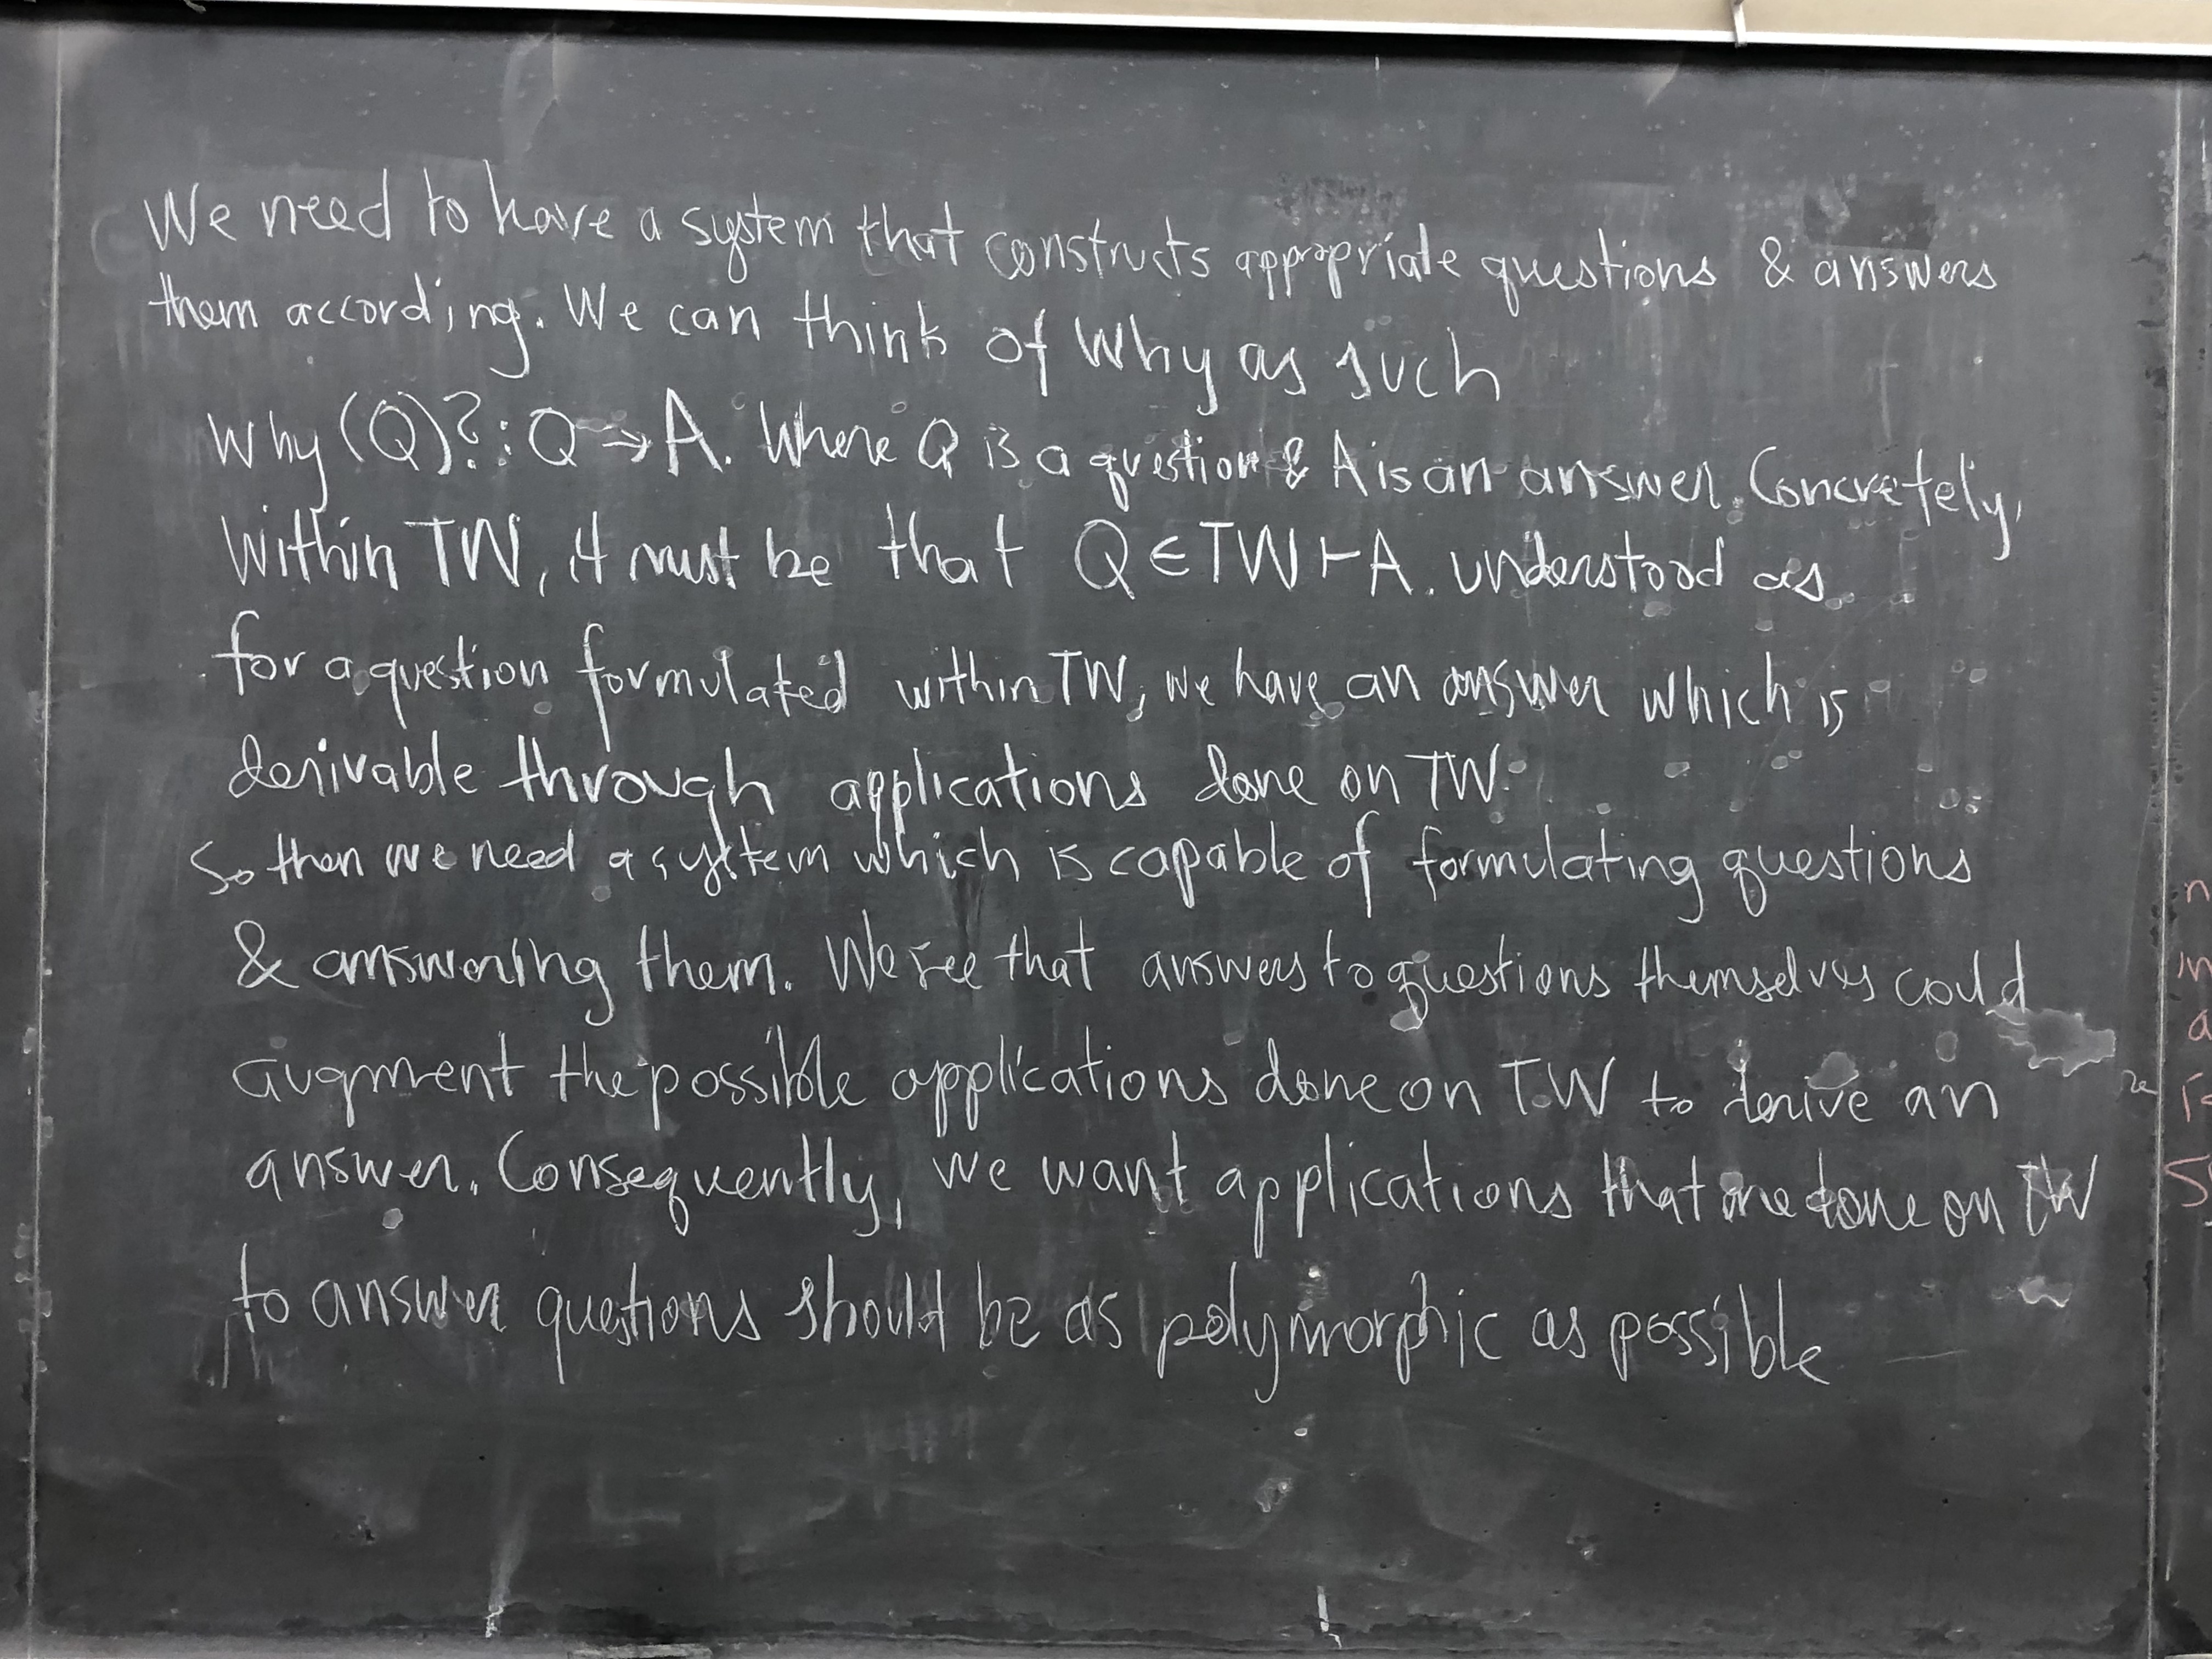 We need to have a system that constructs appropriate questions & answers
them according. We can think of Why as such
Why (Q)?: Q → A. Where Q is a question & A is an answer. Concretely,
Within TW, it must be that Q ∈ TW ⊢ A. understood as
for a question formulated within TW, we have an answer which is
derivable through applications done on TW.
So then we need a system which is capable of formulating questions
& answering them. We see that answers to questions themselves could
augment the possible applications done on TW to derive an
answer. Consequently, we want applications that are done on TW
to answer questions should be as polymorphic as possible
n
in
a
S